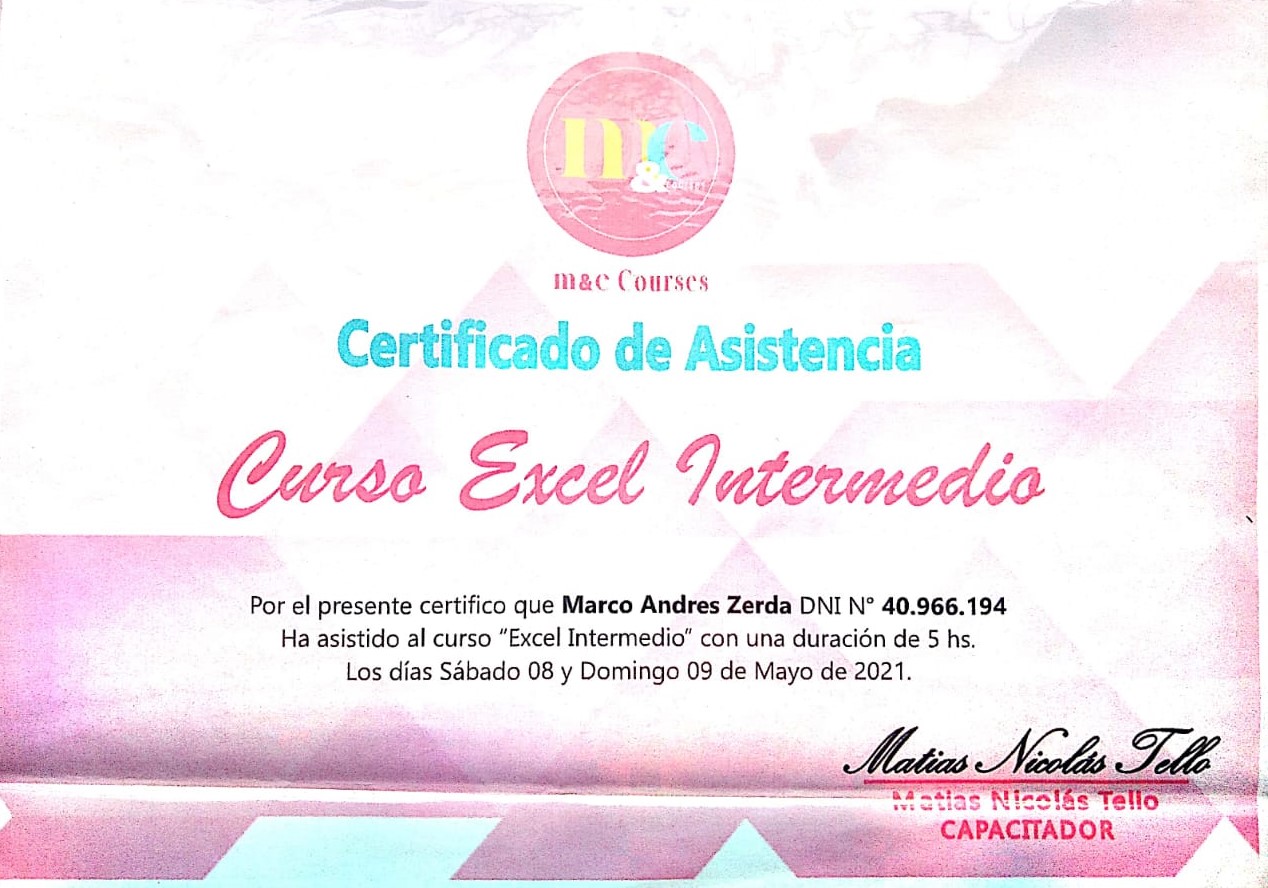 m&c
m&c Courses
Certificado de Asistencia
Curso Excel Intermedio
Por el presente certifico que Marco Andres Zerda DNI N° 40.966.194
Ha asistido al curso "Excel Intermedio" con una duración de 5 hs.
Los días Sábado 08 y Domingo 09 de Mayo de 2021.
Matias Nicolás Tello
Matias Nicolás Tello
CAPACITADOR